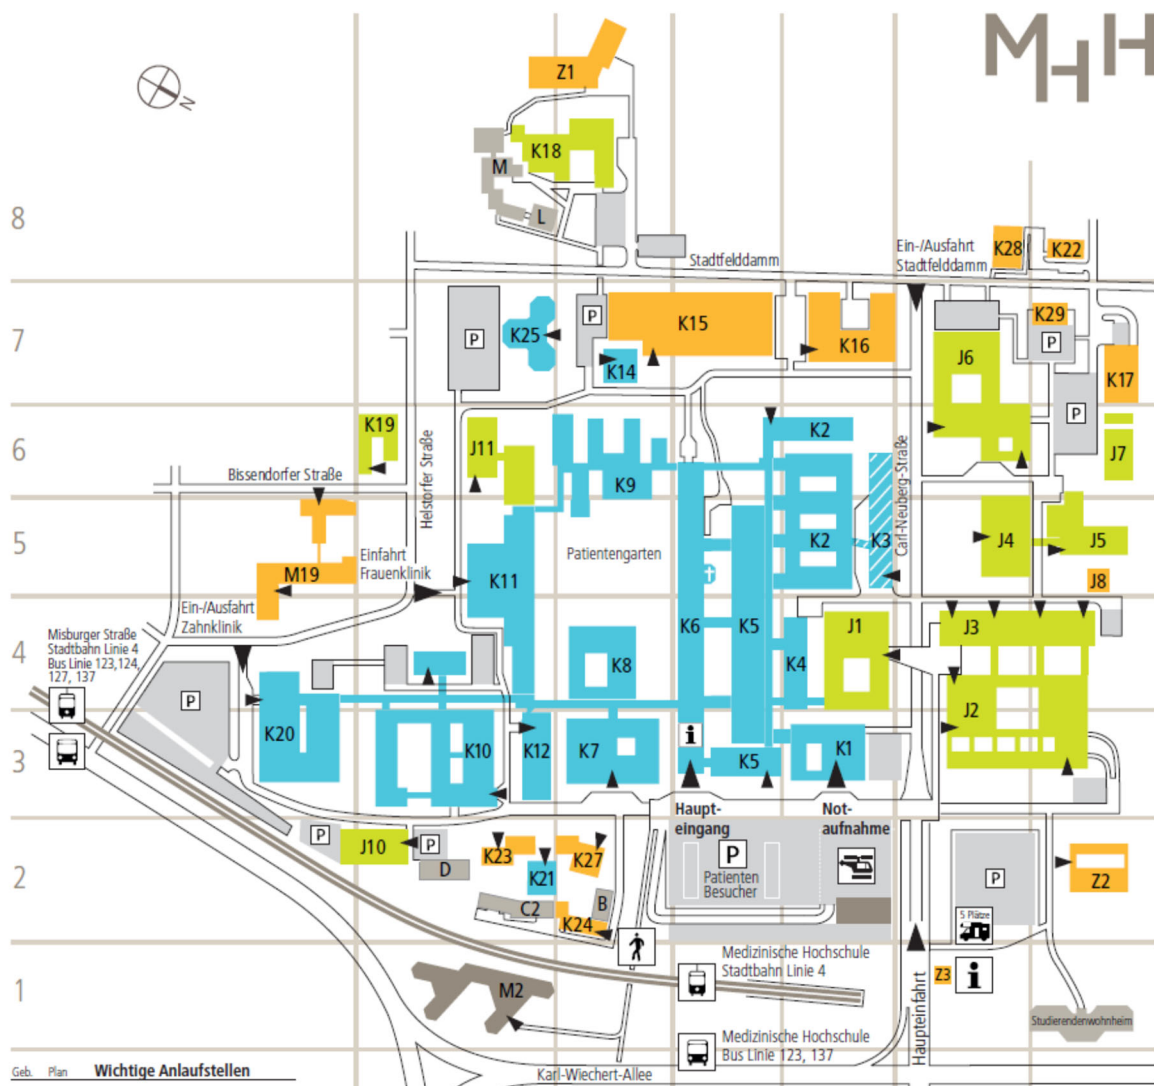 MHH
Z1
N
K18
M
8
L
Stadtfelddamm
Ein-/Ausfahrt
Stadtfelddamm
K28
K22
7
P
K25
P
K15
K14
K16
K29
P
J6
K17
P
6
K19
J11
K2
J7
Bissendorfer Straße
Helstorfer Straße
K9
Carl-Neuberg-Straße
5
Patientengarten
K2
K3
J4
J5
Einfahrt
Frauenklinik
M19
K11
J8
Ein-/Ausfahrt
Zahnklinik
4
Misburger Straße
Stadtbahn Linie 4
Bus Linie 123,124,
127, 137
K6
K5
J1
J3
K8
K4
P
J2
3
K20
K10
K12
K7
i
K5
K1
Haupt-
eingang
Not-
aufnahme
P
J10
P
D
K23
K21
K27
P
Patienten
Besucher
P
Z2
2
C2
B
K24
5 Plätze
Medizinische Hochschule
Stadtbahn Linie 4
Z3
i
1
M2
Haupteinfahrt
Studierendenwohnheim
Medizinische Hochschule
Bus Linie 123, 137
Karl-Wiechert-Allee
Geb. Plan Wichtige Anlaufstellen